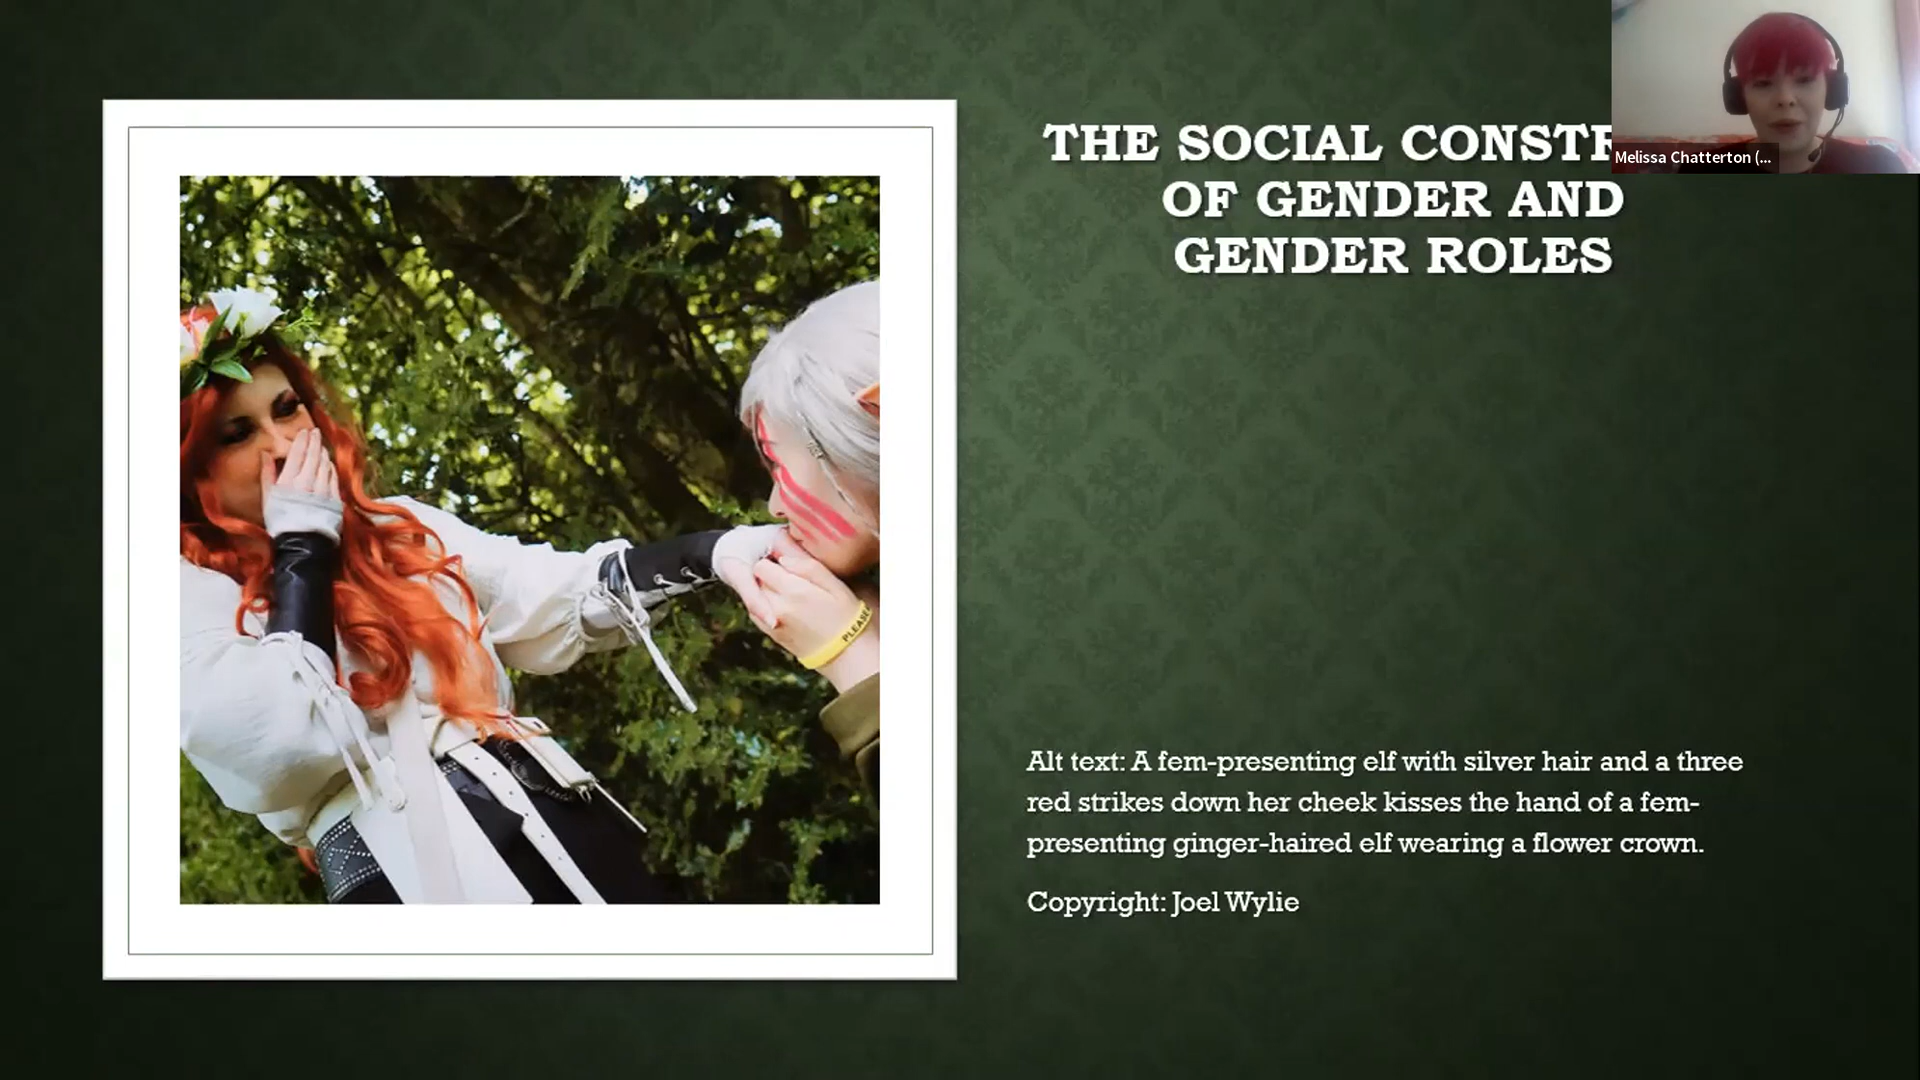 THE SOCIAL CONSTR
OF GENDER AND
GENDER ROLES
Melissa Chatterton (...
PLEASE
Alt text: A fem-presenting elf with silver hair and a three
red strikes down her cheek kisses the hand of a fem-
presenting ginger-haired elf wearing a flower crown.
Copyright: Joel Wylie